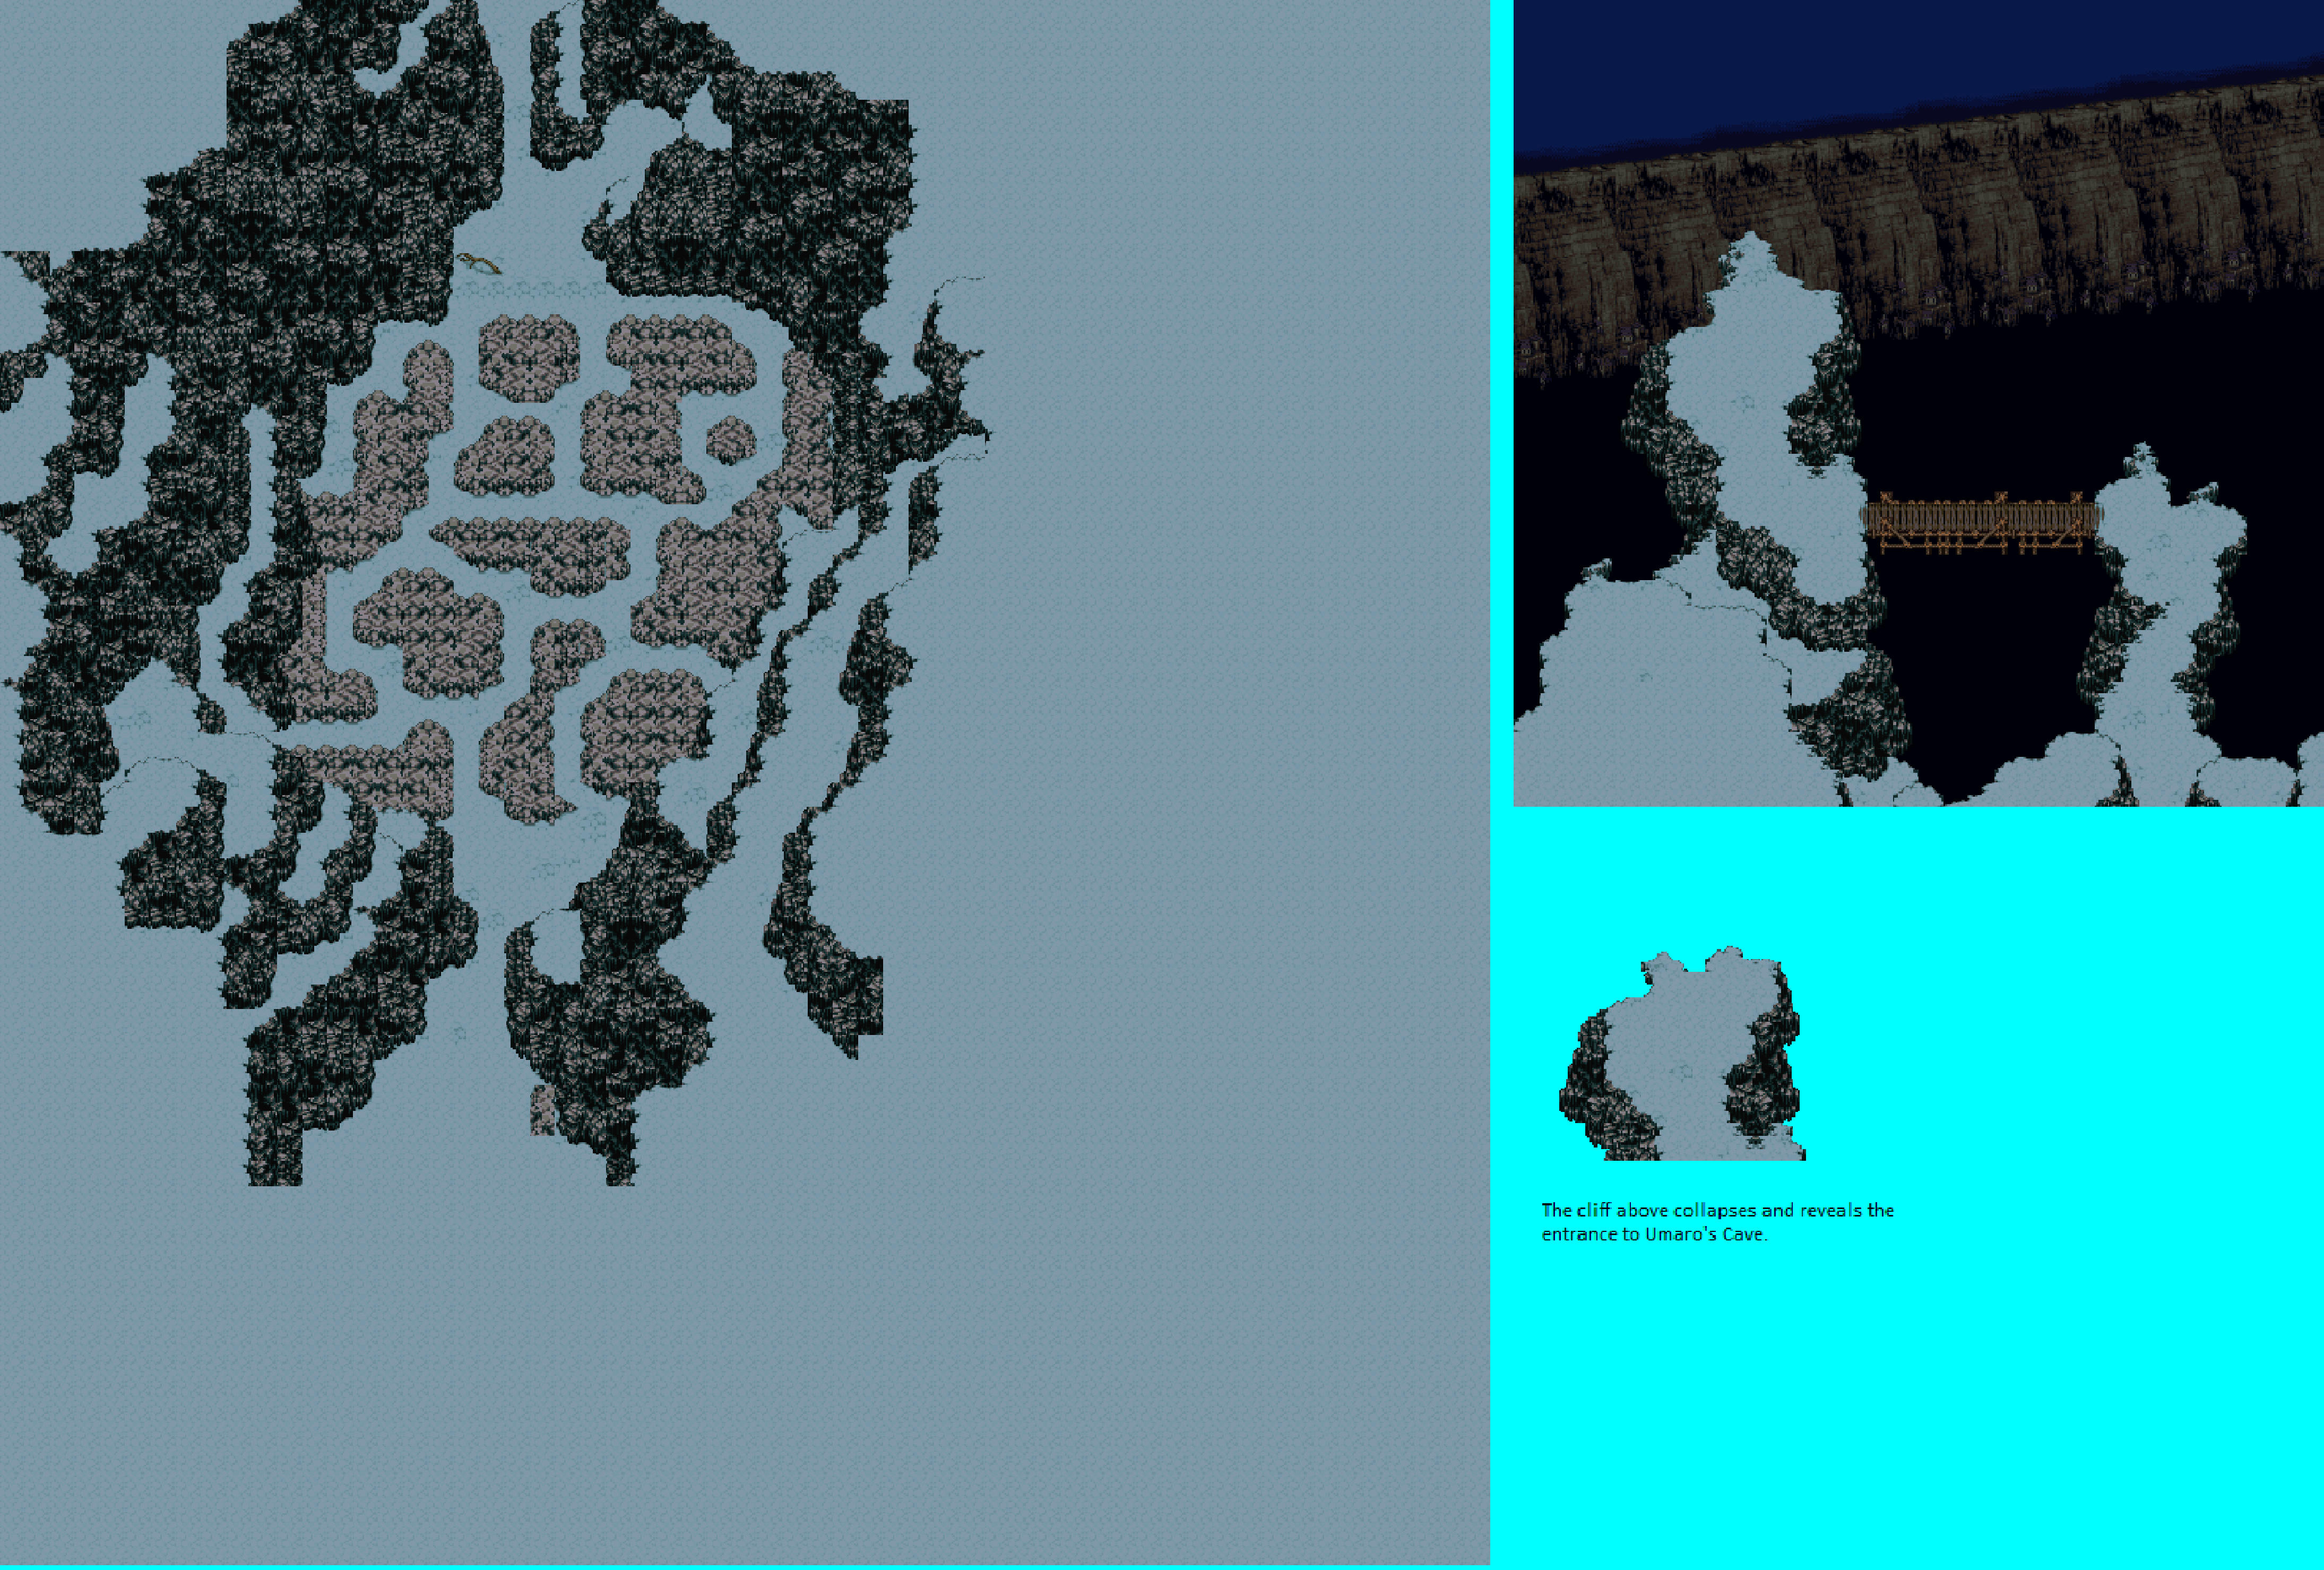 The cliff above collapses and reveals the
entrance to Umaro's Cave.